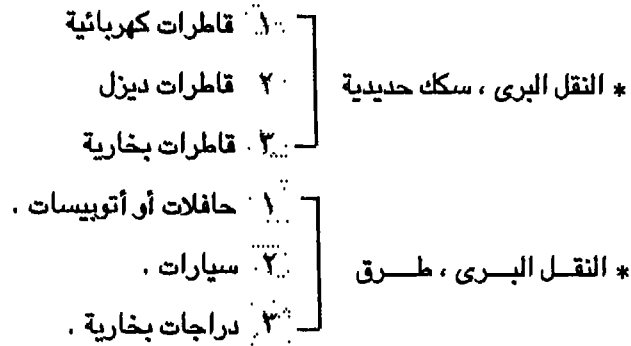 ١ قاطرات كهربائية
* النقل البرى ، سكك حديدية ٢ قاطرات ديزل
٣ قاطرات بخارية
١ حافلات أو أتوبيسات .
٢ سيارات .
* النقل البرى ، طرق
٣ دراجات بخارية .